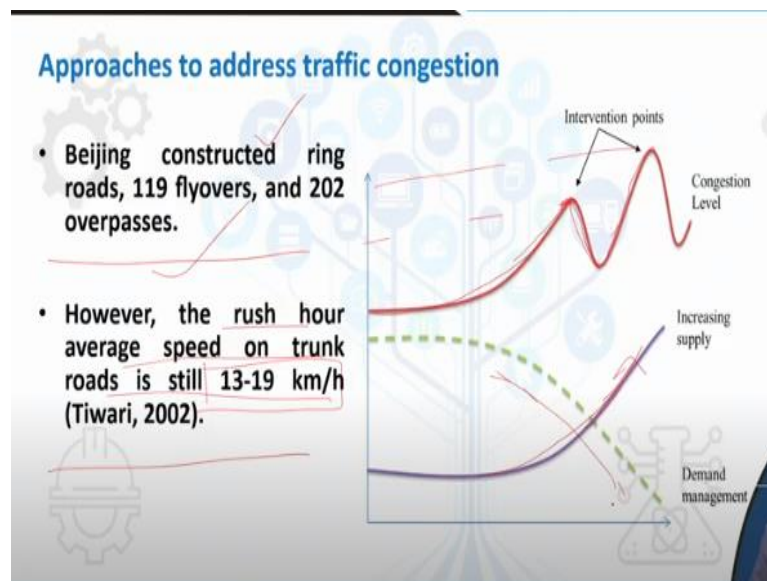 Approaches to address traffic congestion
• Beijing constructed ring
roads, 119 flyovers, and 202
overpasses.
• However, the rush hour
average speed on trunk
roads is still 13-19 km/h
(Tiwari, 2002).
Intervention points
Congestion
Level
Increasing
supply
Demand
management